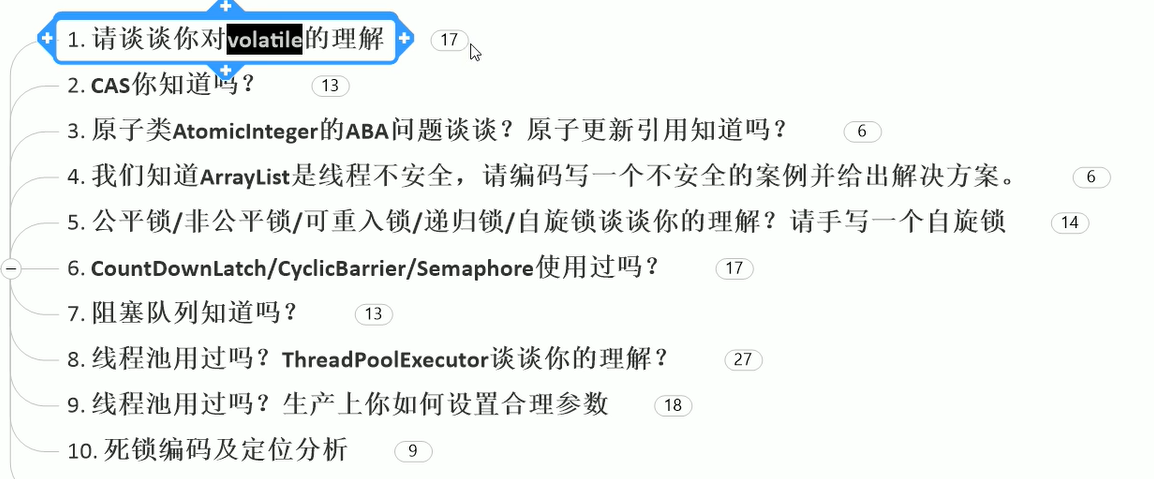 1. 请谈谈你对volatile的理解 17
2. CAS你知道吗？ 13
3. 原子类AtomicInteger的ABA问题谈谈？原子更新引用知道吗？ 6
4. 我们知道ArrayList是线程不安全，请编码写一个不安全的案例并给出解决方案。 6
5. 公平锁/非公平锁/可重入锁/递归锁/自旋锁谈谈你的理解？请手写一个自旋锁 14
6. CountDownLatch/CyclicBarrier/Semaphore使用过吗？ 17
7. 阻塞队列知道吗？ 13
8. 线程池用过吗？ThreadPoolExecutor谈谈你的理解？ 27
9. 线程池用过吗？生产上你如何设置合理参数 18
10. 死锁编码及定位分析 9